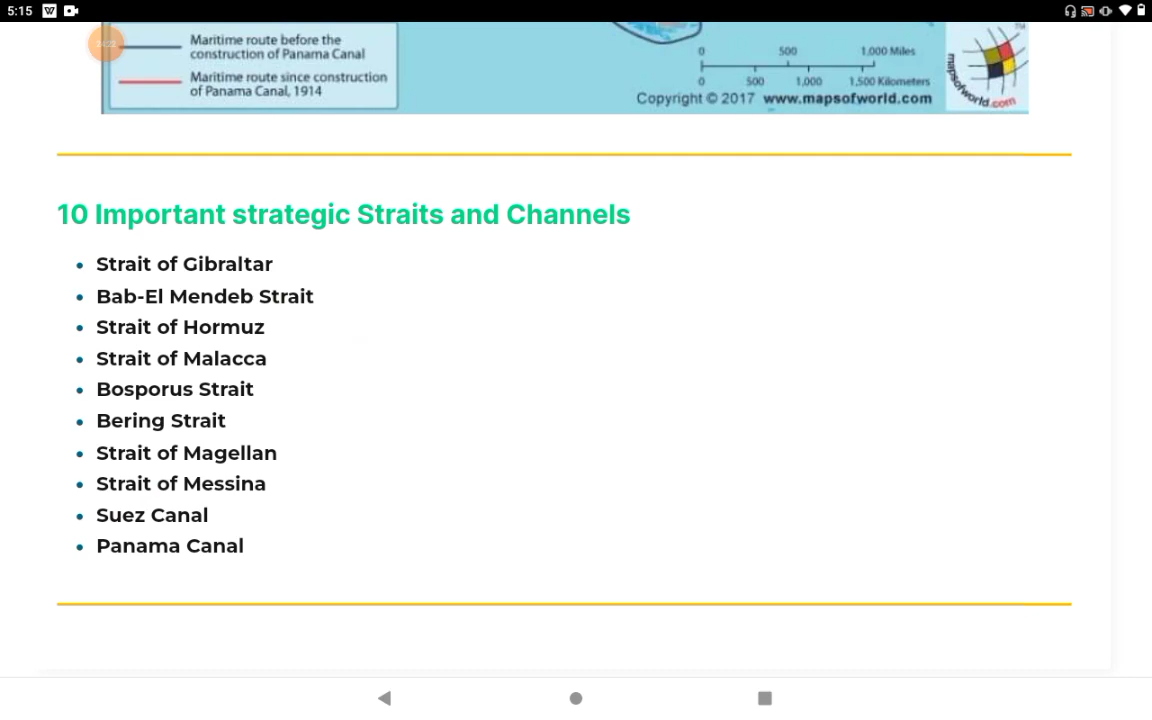 5:15
24:22
Maritime route before the
construction of Panama Canal
Maritime route since construction
of Panama Canal, 1914
0 500 1,000 Miles
0 500 1,000 1,500 Kilometers
Copyright © 2017 www.mapsofworld.com
mapsofworld.com
TM
10 Important strategic Straits and Channels
• Strait of Gibraltar
• Bab-El Mendeb Strait
• Strait of Hormuz
• Strait of Malacca
• Bosporus Strait
• Bering Strait
• Strait of Magellan
• Strait of Messina
• Suez Canal
• Panama Canal